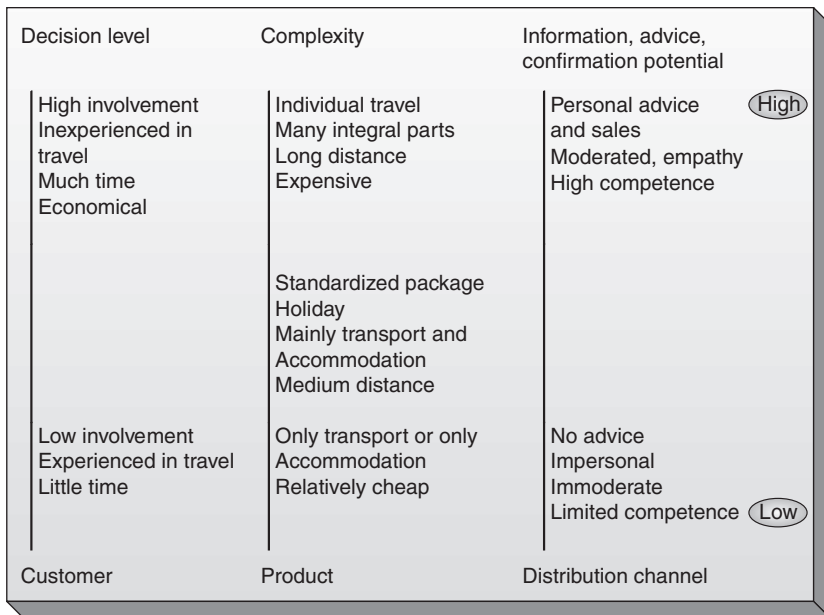 Decision level
Complexity
Information, advice,
confirmation potential
High involvement
Inexperienced in
travel
Much time
Economical
Individual travel
Many integral parts
Long distance
Expensive
Personal advice
and sales
Moderated, empathy
High competence
High
Standardized package
Holiday
Mainly transport and
Accommodation
Medium distance
Low involvement
Experienced in travel
Little time
Only transport or only
Accommodation
Relatively cheap
No advice
Impersonal
Immoderate
Limited competence
Low
Customer
Product
Distribution channel